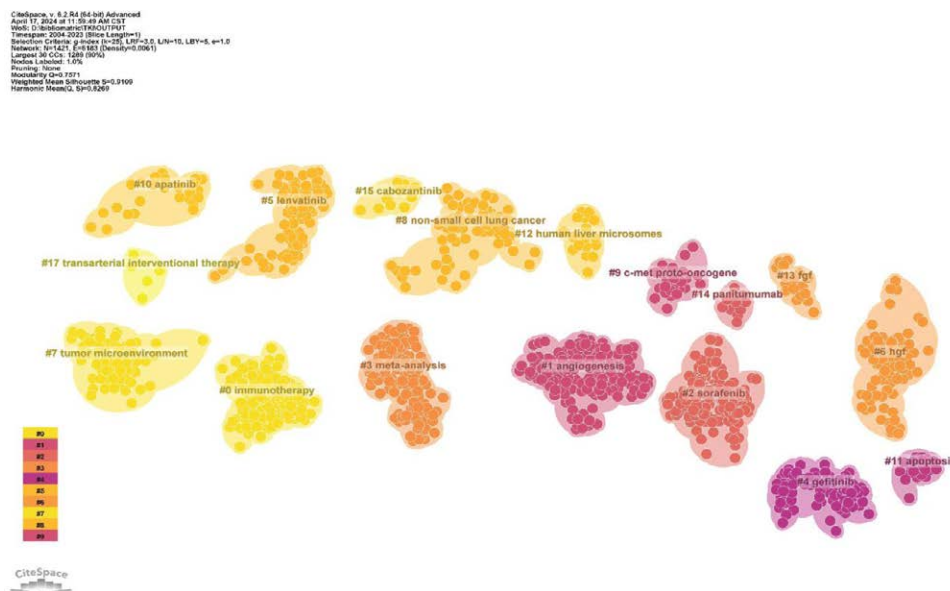 CiteSpace, v. 6.2.R4 (64-bit) Advanced
April 17, 2024 at 11:59:49 AM CST
WoS: D:\bibliomatric\TKI\OUTPUT
Timespan: 2004-2023 (Slice Length=1)
Selection Criteria: g-index (k=25), LRF=3.0, L/N=10, LBY=5, e=1.0
Network: N=1421, E=6183 (Density=0.0061)
Largest 30 CCs: 1289 (90%)
Nodes Labeled: 1.0%
Pruning: None
Modularity Q=0.7571
Weighted Mean Silhouette S=0.9109
Harmonic Mean(Q, S)=0.8269
#10 apatinib
#5 lenvatinib
#15 cabozantinib
#8 non-small cell lung cancer
#12 human liver microsomes
#17 transarterial interventional therapy
#9 c-met proto-oncogene
#13 fgf
#14 panitumumab
#7 tumor microenvironment
#6 hgf
#3 meta-analysis
#1 angiogenesis
#0 immunotherapy
#2 sorafenib
#11 apoptosi
#4 gefitinib
#0
#1
#2
#3
#4
#5
#6
#7
#8
#9
CiteSpace